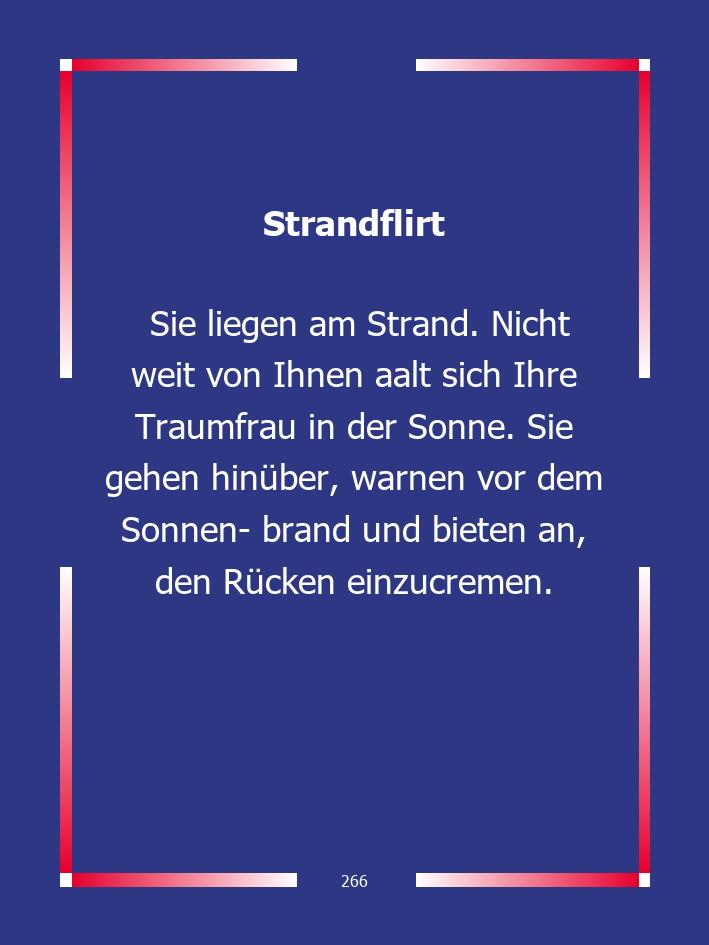 Strandflirt
Sie liegen am Strand. Nicht
weit von Ihnen aalt sich Ihre
Traumfrau in der Sonne. Sie
gehen hinüber, warnen vor dem
Sonnen- brand und bieten an,
den Rücken einzucremen.
266